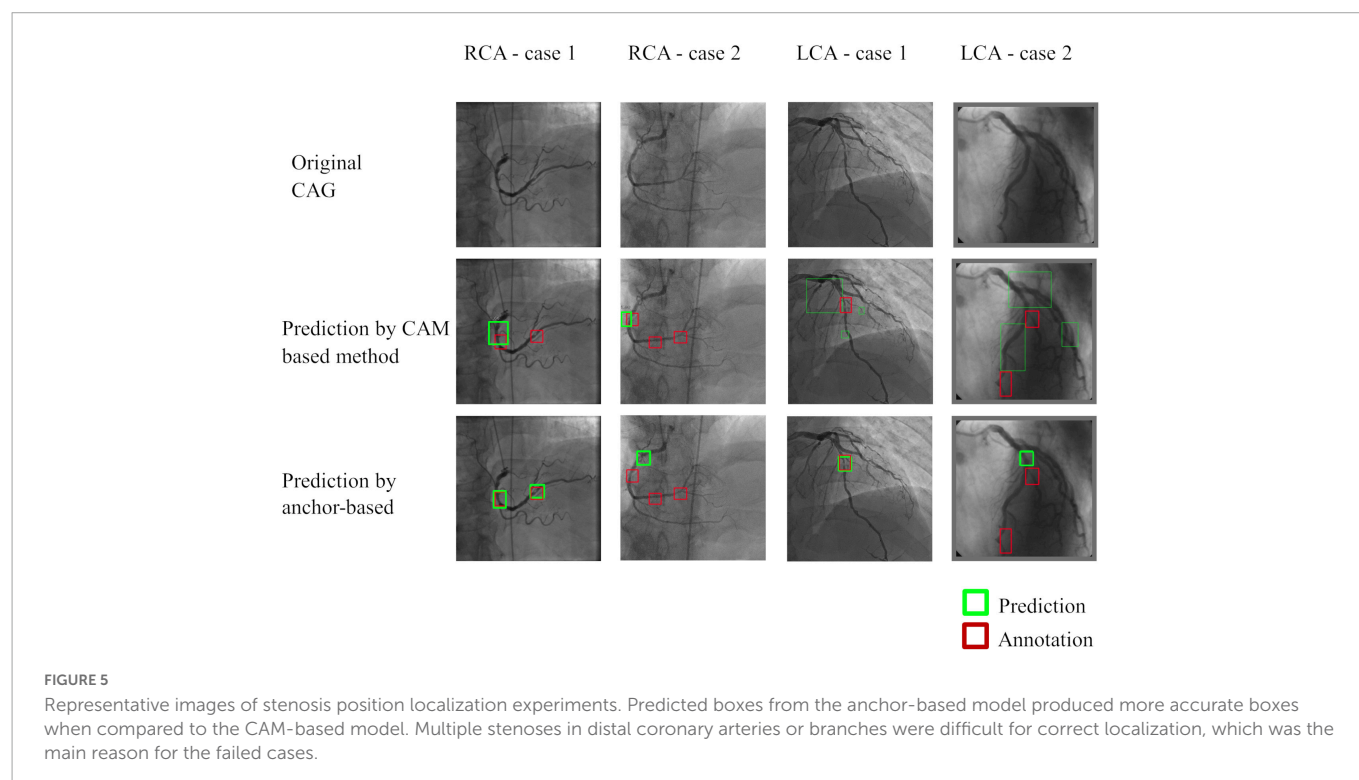 RCA - case 1
RCA - case 2
LCA - case 1
LCA - case 2
Original
CAG
Prediction by CAM
based method
Prediction by
anchor-based
Prediction
Annotation
FIGURE 5
Representative images of stenosis position localization experiments. Predicted boxes from the anchor-based model produced more accurate boxes
when compared to the CAM-based model. Multiple stenoses in distal coronary arteries or branches were difficult for correct localization, which was the
main reason for the failed cases.